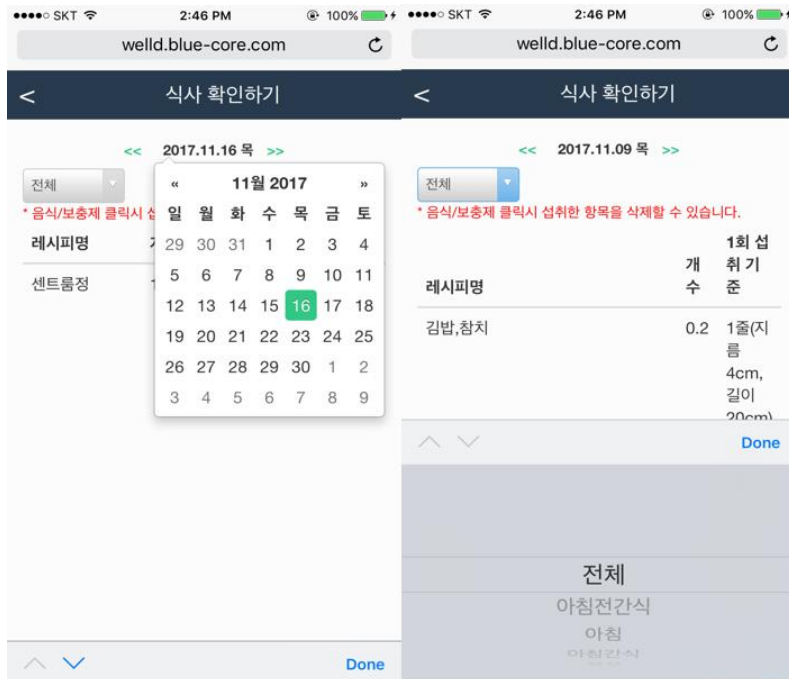 SKT 2:46 PM 100%
welld.blue-core.com
< 식사 확인하기
<< 2017.11.16 목 >>
전체
* 음식/보충제 클릭시
레시피명
센트룸정
« 11월 2017 »
일 월 화 수 목 금 토
29 30 31 1 2 3 4
5 6 7 8 9 10 11
12 13 14 15 16 17 18
19 20 21 22 23 24 25
26 27 28 29 30 1 2
3 4 5 6 7 8 9
Done
SKT 2:46 PM 100%
welld.blue-core.com
< 식사 확인하기
<< 2017.11.09 목 >>
전체
* 음식/보충제 클릭시 섭취한 항목을 삭제할 수 있습니다.
레시피명 개수 1회 섭취 기준
김밥,참치 0.2 1줄(지
름
4cm,
길이
20cm)
Done
전체
아침전간식
아침
아침간식